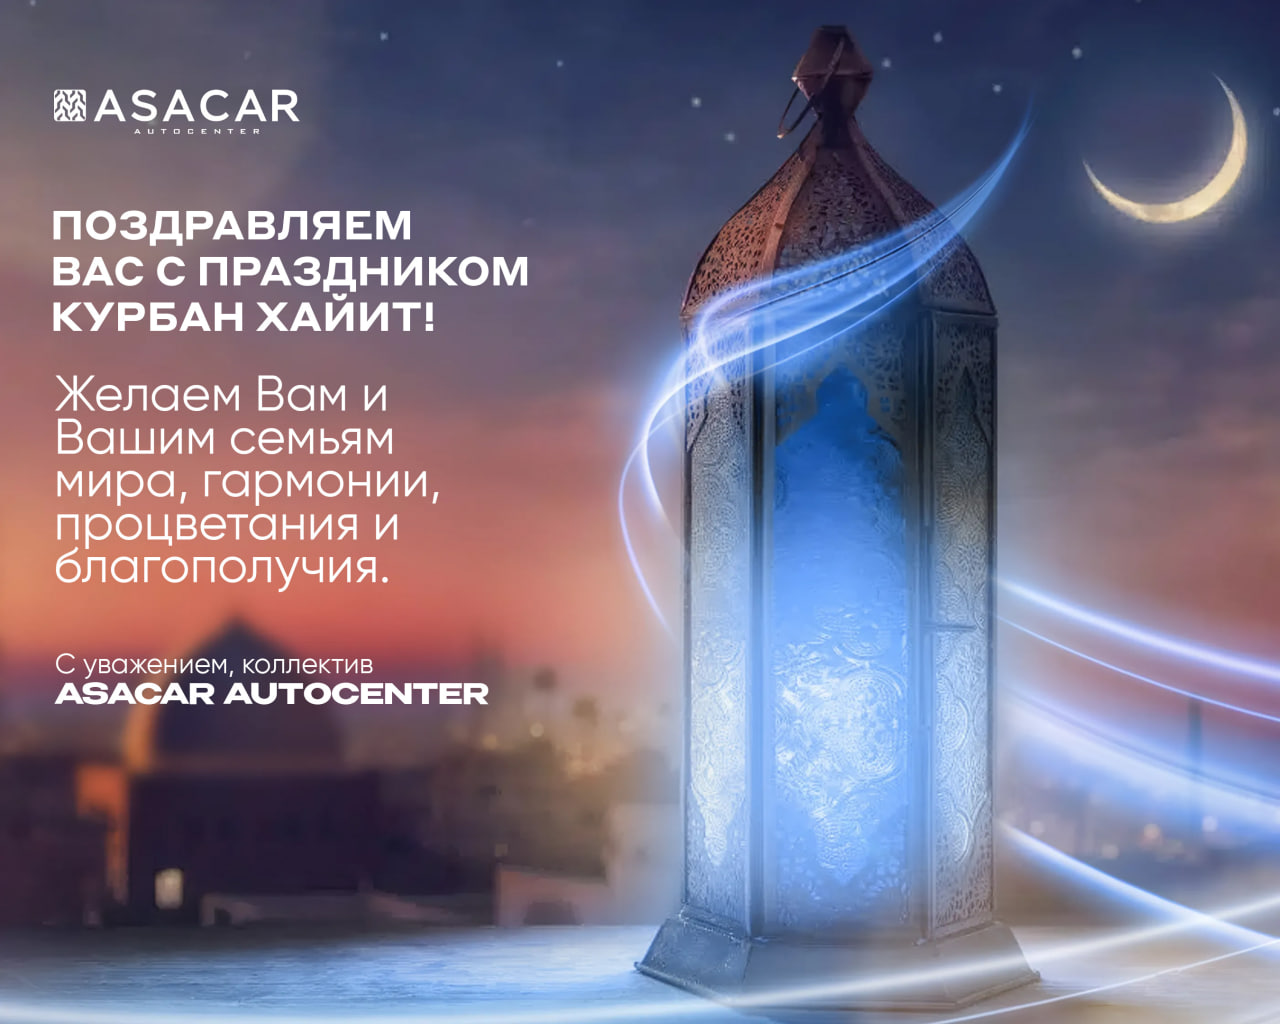 ASACAR
AUTOCENTER
ПОЗДРАВЛЯЕМ
ВАС С ПРАЗДНИКОМ
КУРБАН ХАЙИТ!
Желаем Вам и
Вашим семьям
мира, гармонии,
процветания и
благополучия.
С уважением, коллектив
ASACAR AUTOCENTER